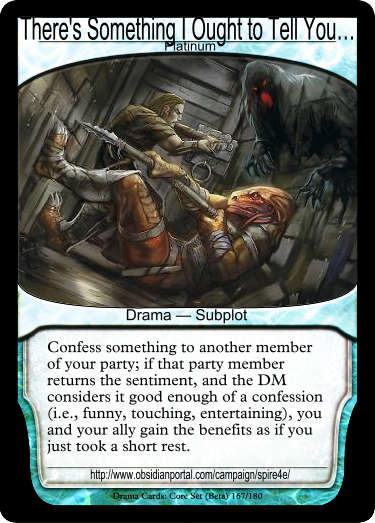 There's Something I Ought to Tell You…
Platinum
Drama — Subplot
Confess something to another member
of your party; if that party member
returns the sentiment, and the DM
considers it good enough of a confession
(i.e., funny, touching, entertaining), you
and your ally gain the benefits as if you
just took a short rest.
http://www.obsidianportal.com/campaign/spire4e/
Drama Cards: Core Set (Beta) 167/180